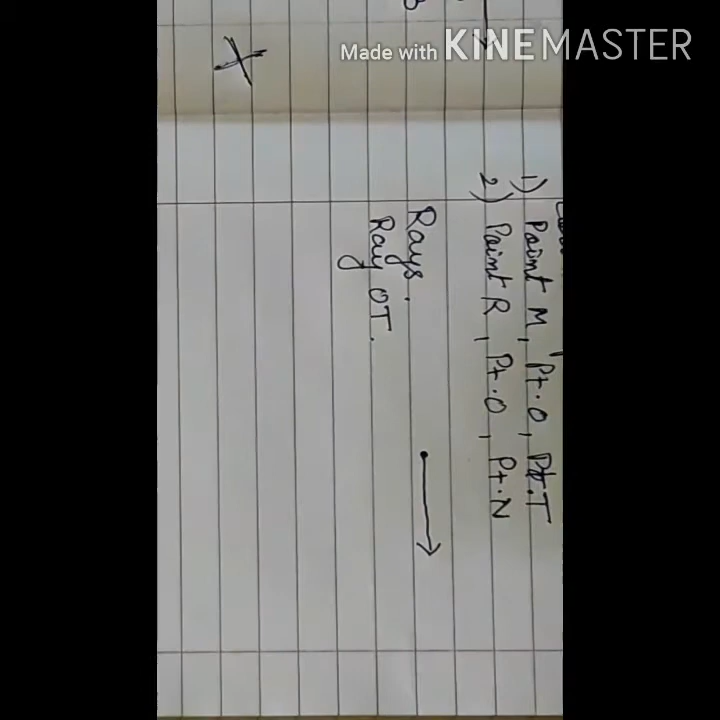 Made with KINEMASTER
1) Point M, Pt.O, Pt.T
2) Point R, Pt.O, Pt.N
Rays.
Ray OT.